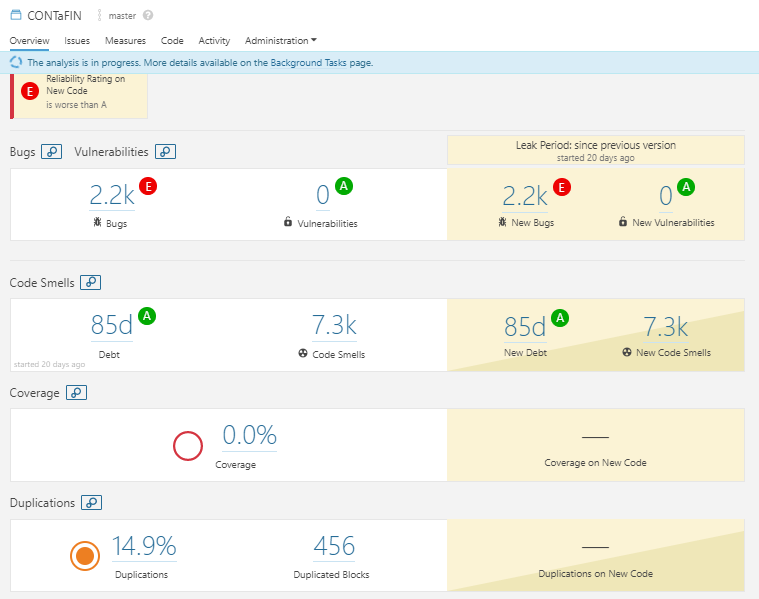 CONTaFIN master ?
Overview Issues Measures Code Activity Administration
The analysis is in progress. More details available on the Background Tasks page.
E
Reliability Rating on
New Code
is worse than A
Leak Period: since previous version
started 20 days ago
Bugs Vulnerabilities
2.2k E 0 A 2.2k E 0 A
Bugs Vulnerabilities New Bugs New Vulnerabilities
Code Smells
85d A 7.3k 85d A 7.3k
Debt Code Smells New Debt New Code Smells
started 20 days ago
Coverage
0.0% —
Coverage Coverage on New Code
Duplications
14.9% 456 —
Duplications Duplicated Blocks Duplications on New Code